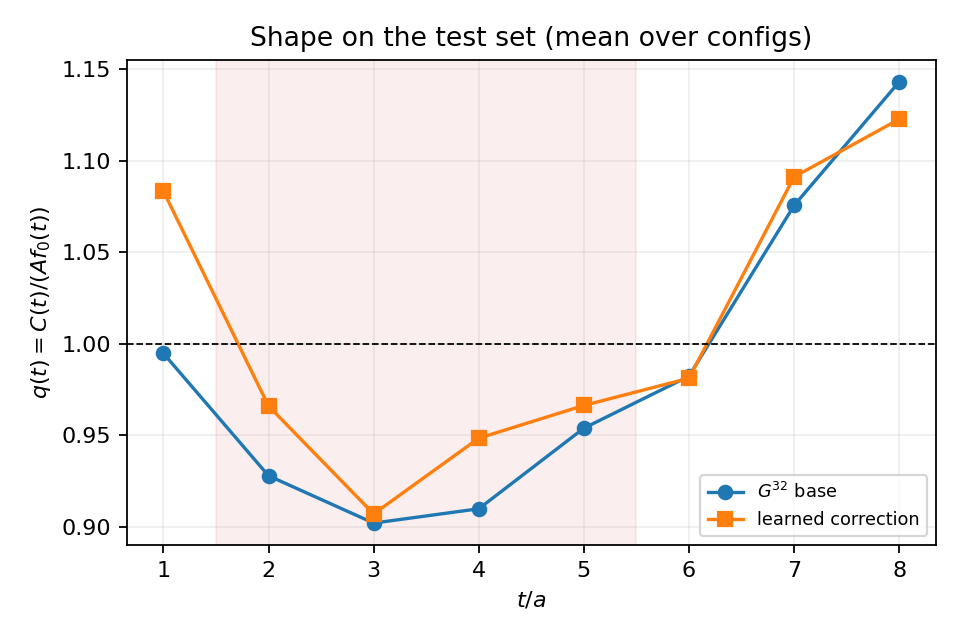 Shape on the test set (mean over configs)
q(t) = C(t)/(Af₀(t))
1.15
1.10
1.05
1.00
0.95
0.90
G³² base
learned correction
1 2 3 4 5 6 7 8
t/a